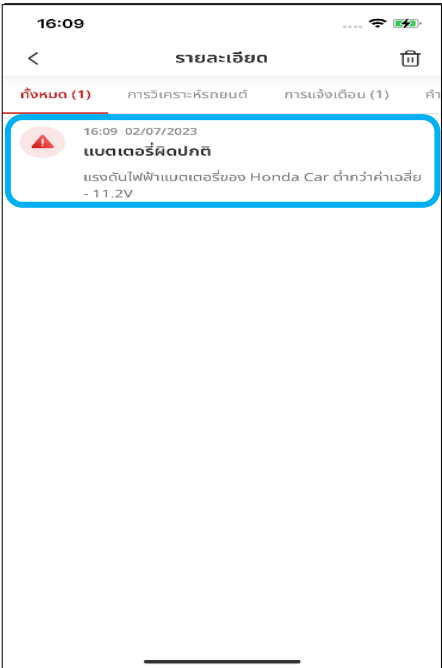 16:09
รายละเอียด
ทั้งหมด (1) การวิเคราะห์รถยนต์ การแจ้งเตือน (1) คำ
16:09 02/07/2023
แบตเตอรี่ผิดปกติ
แรงดันไฟฟ้าแบตเตอรี่ของ Honda Car ต่ำกว่าค่าเฉลี่ย
- 11.2V